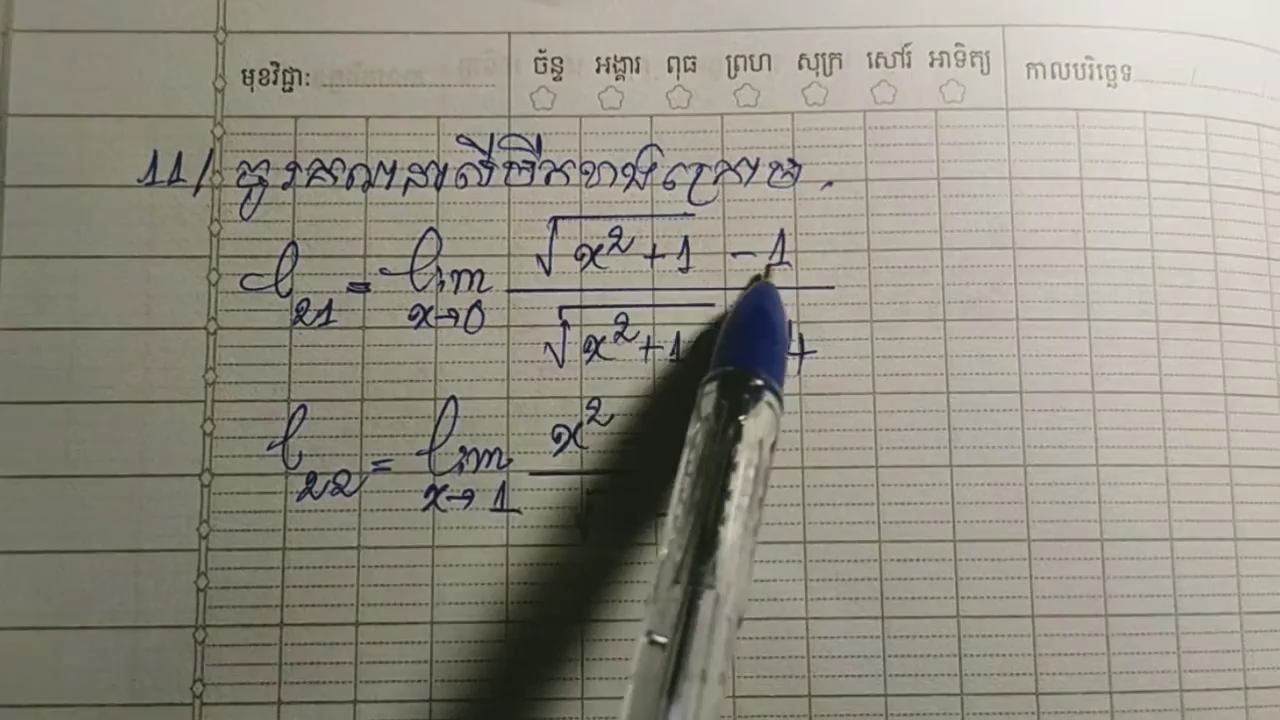 មុខវិជ្ជា: ច័ន្ទ អង្គារ ពុធ ព្រហ សុក្រ សៅរ៍ អាទិត្យ កាលបរិច្ឆេទ
11/ ចូរគណនាលីមីតខាងក្រោម .
l₂₁ = lim x→0 √(x²+1) -1
√(x²+1 4
l₂₂ = lim x→1 x²